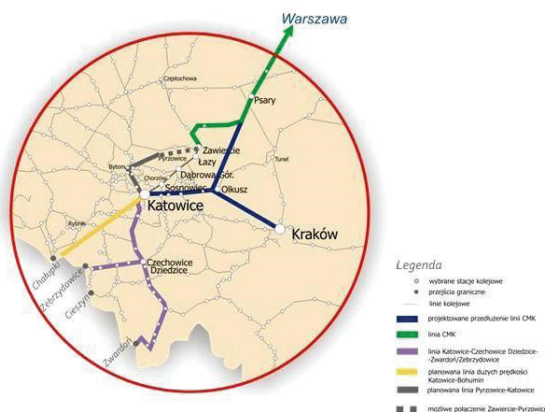 Warszawa
Częstochowa
Psary
Zawiercie
Pyrzowice
Łazy
Tunel
Bytom
Chorzów
Dąbrowa Gór.
Sosnowiec
Olkusz
Katowice
Rybnik
Kraków
Chałupki
Zebrzydowice
Czechowice
Dziedzice
Cieszyn
Zwardoń
Legenda
wybrane stacje kolejowe
przejścia graniczne
linie kolejowe
projektowane przedłużenie linii CMK
linia CMK
linia Katowice-Czechowice Dziedzice-
-Zwardoń/Zebrzydowice
planowana linia dużych prędkości
Katowice-Bohumin
planowana linia Pyrzowice-Katowice
możliwe połączenie Zawiercie-Pyrzowice